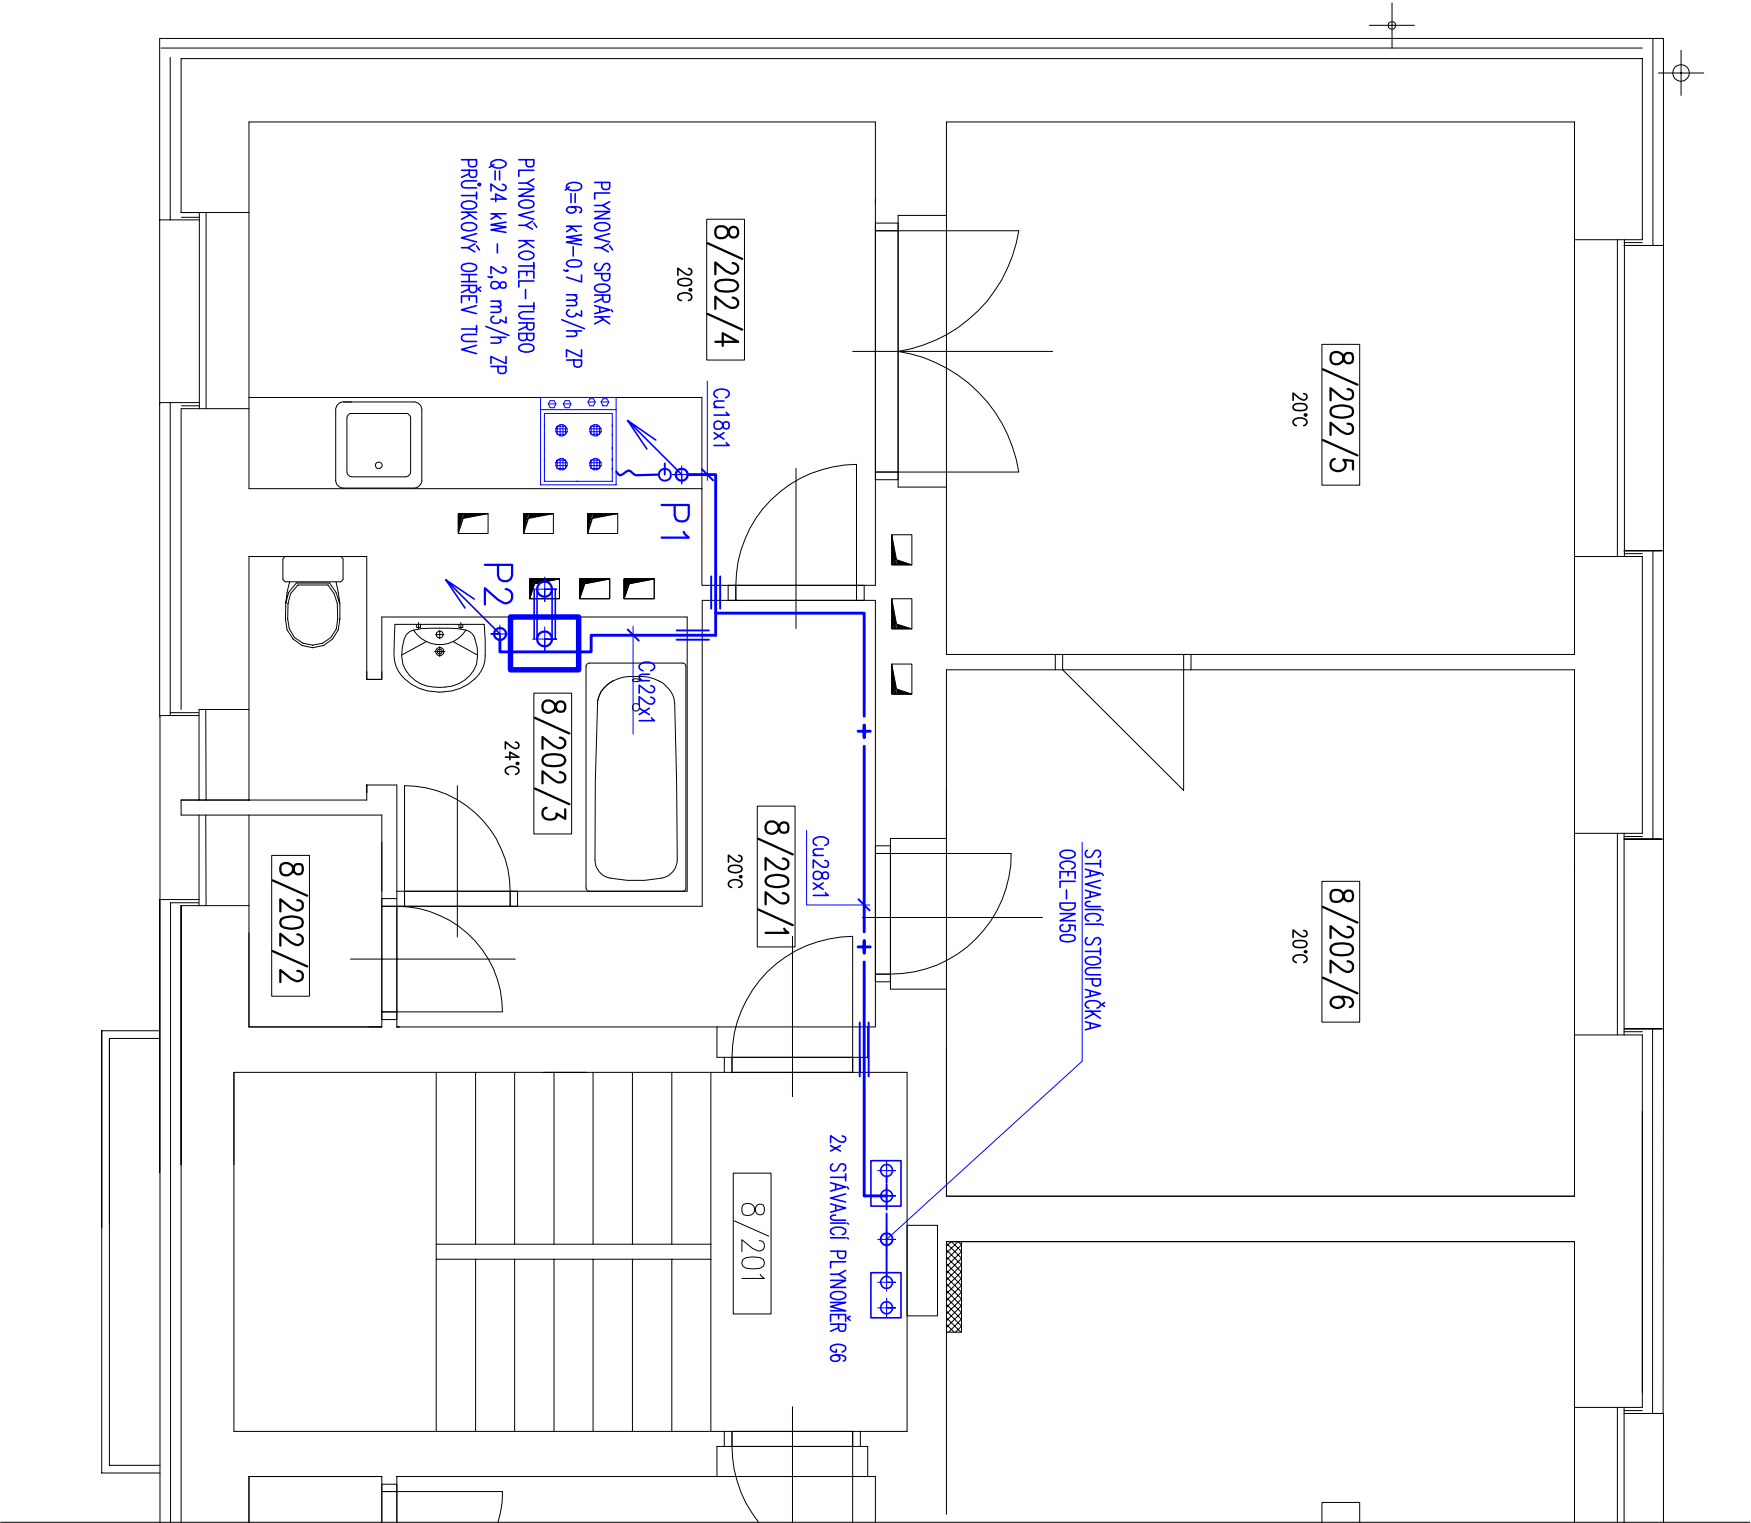 PLYNOVÝ SPORÁK
Q=6 kW-0,7 m3/h ZP
PLYNOVÝ KOTEL-TURBO
Q=24 kW - 2,8 m3/h ZP
PRŮTOKOVÝ OHŘEV TUV
8/202/4
20°C
8/202/5
20°C
Cu18x1
P1
P2
Cu22x1
8/202/3
24°C
8/202/1
20°C
Cu28x1
8/202/2
8/202/6
20°C
STÁVAJÍCÍ STOUPAČKA
OCEL-DN50
8/201
2x STÁVAJÍCÍ PLYNOMĚR G6